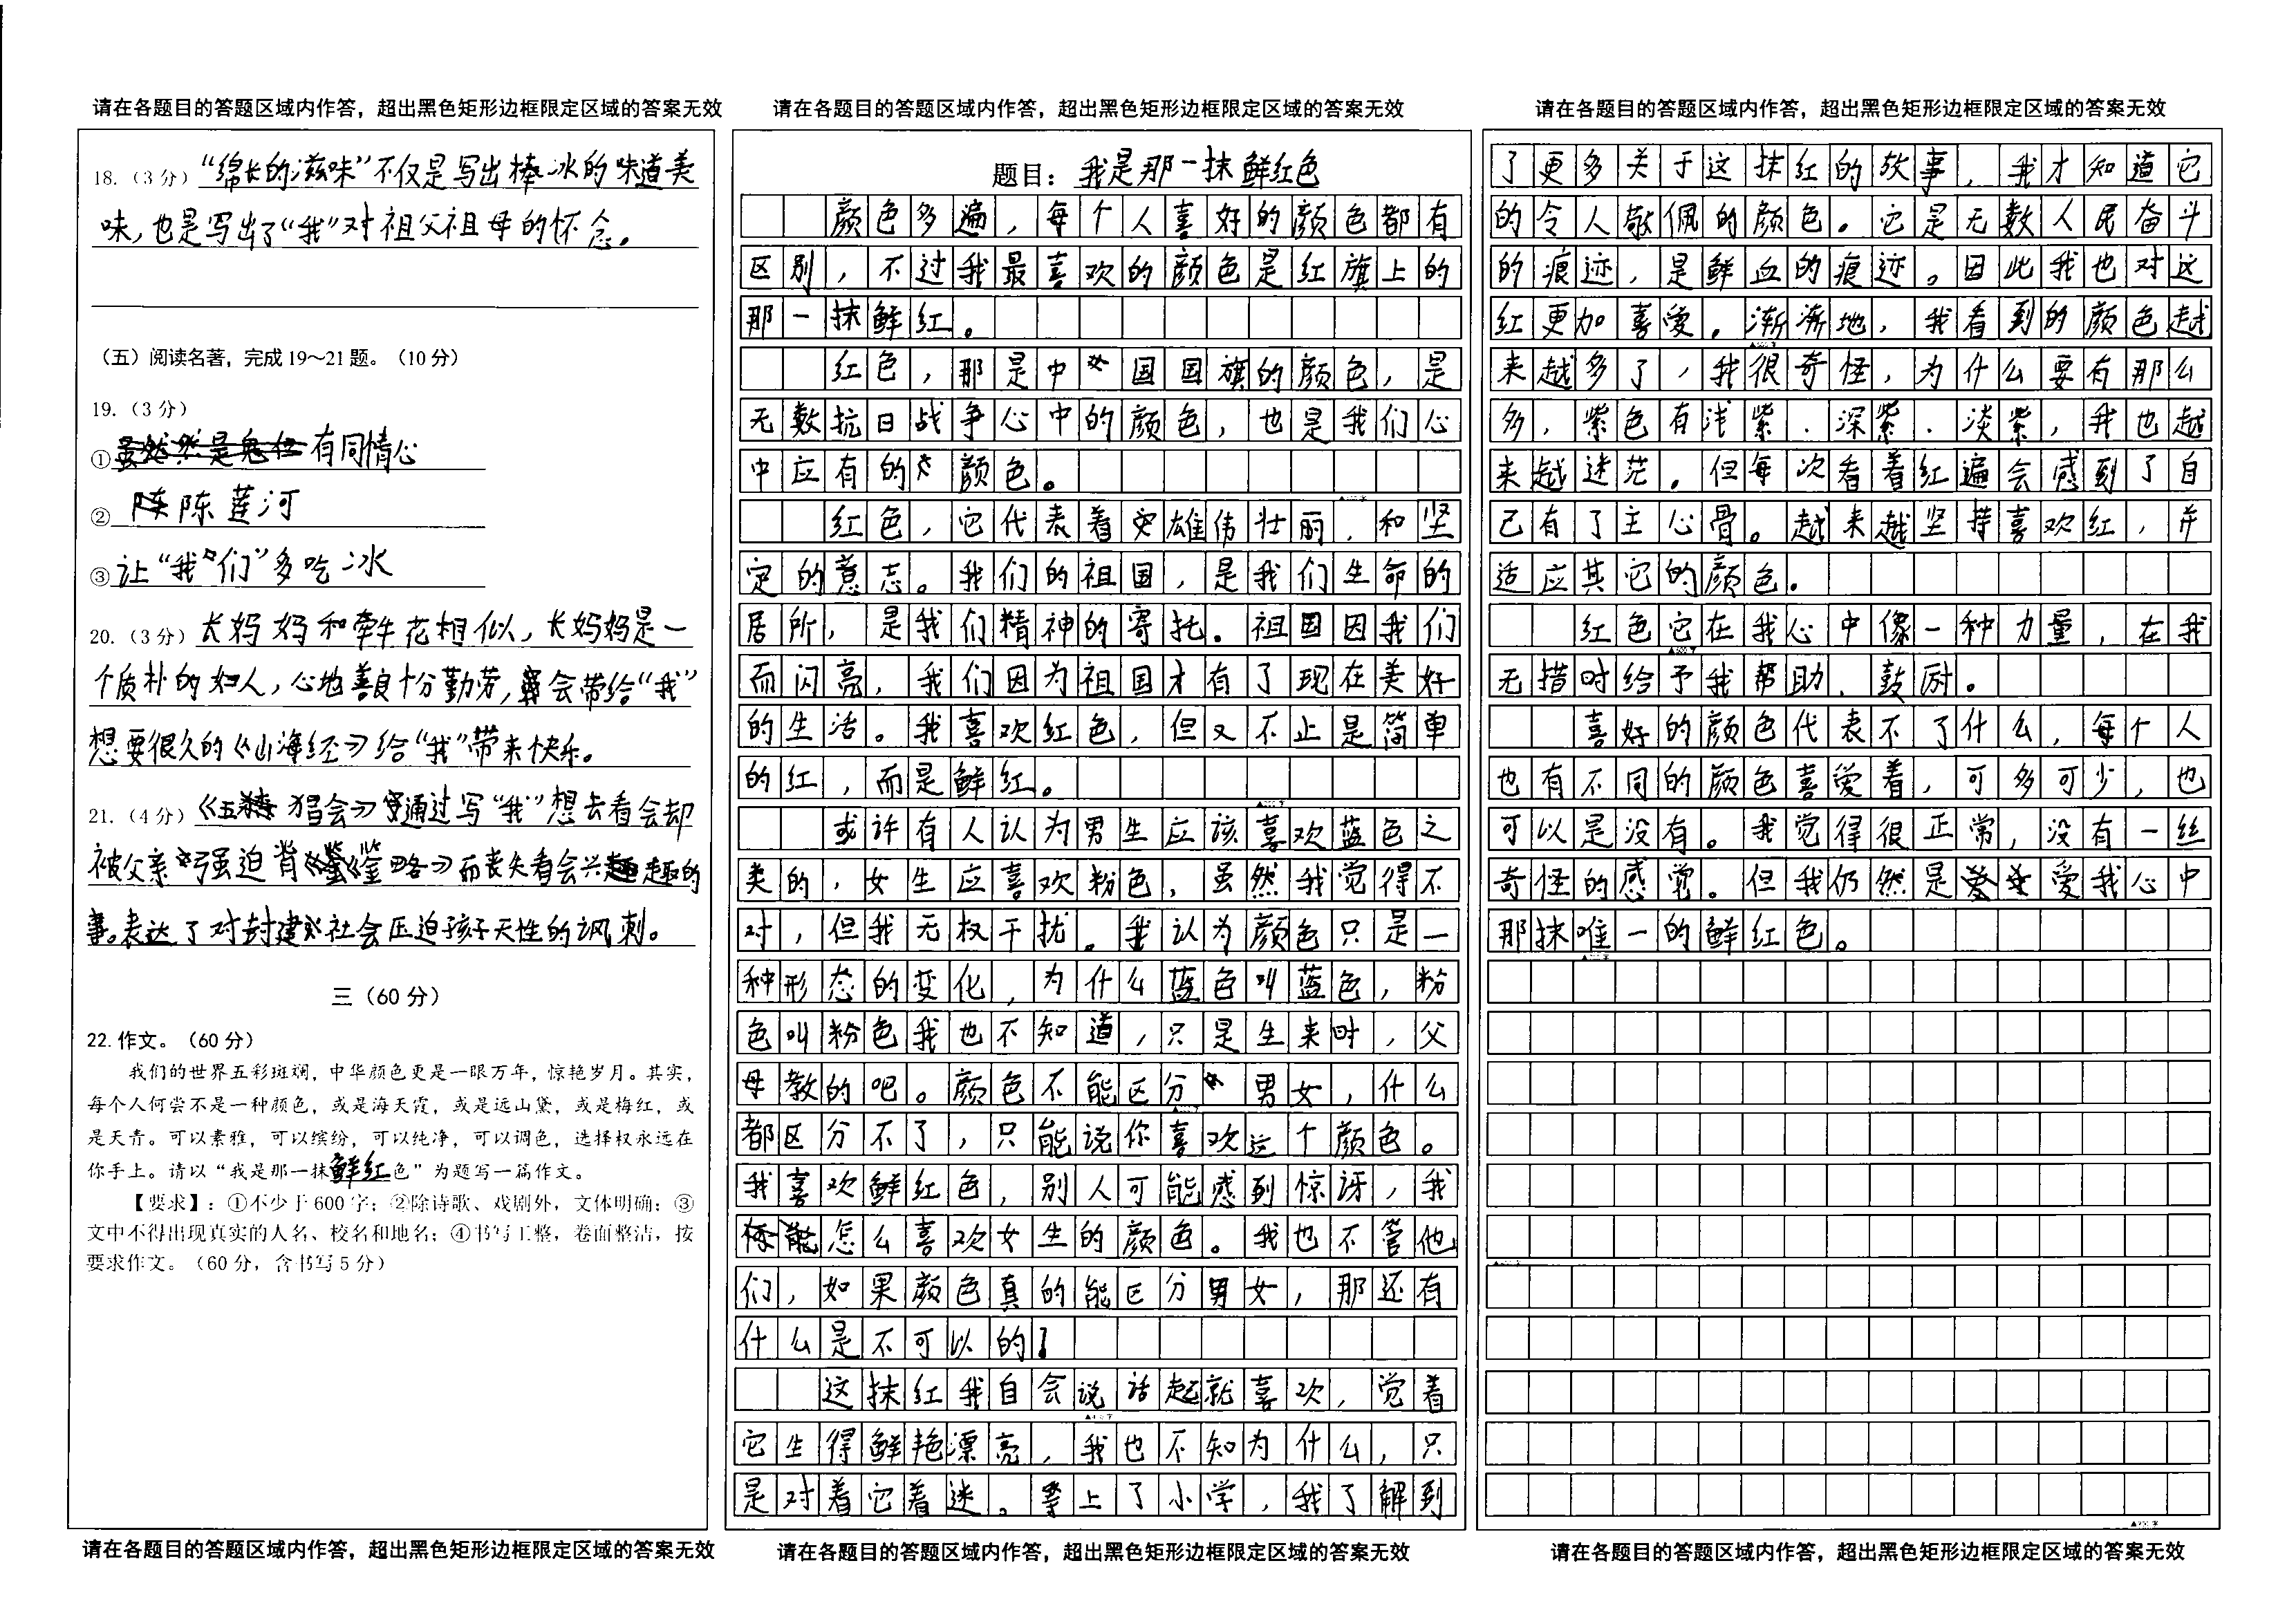 请在各题目的答题区域内作答，超出黑色矩形边框限定区域的答案无效
18.（3分）“绵长的滋味”不仅是写出棒冰的味道美
味，也是写出了“我”对祖父祖母的怀念。
（五）阅读名著，完成19～21题。（10分）
19.（3分）
①有同情心
②陈莲河
③让“我们”多吃冰
20.（3分）长妈妈和牵牛花相似，长妈妈是一
个质朴的妇人，心地善良十分勤劳，会带给“我”
想要很久的《山海经》给“我”带来快乐。
21.（4分）《五猖会》通过写“我”想去看会却
被父亲强迫背《鉴略》而丧失看会兴趣的
事。表达了对封建社会压迫孩子天性的讽刺。
三（60分）
22.作文。（60分）
我们的世界五彩斑斓，中华颜色更是一眼万年，惊艳岁月。其实，
每个人何尝不是一种颜色，或是海天霞，或是远山黛，或是梅红，或
是天青。可以素雅，可以缤纷，可以纯净，可以调色，选择权永远在
你手上。请以“我是那一抹鲜红色”为题写一篇作文。
【要求】：①不少于600字；②除诗歌、戏剧外，文体明确；③
文中不得出现真实的人名、校名和地名；④书写工整，卷面整洁，按
要求作文。（60分，含书写5分）
请在各题目的答题区域内作答，超出黑色矩形边框限定区域的答案无效
请在各题目的答题区域内作答，超出黑色矩形边框限定区域的答案无效
题目：我是那一抹鲜红色
颜色多遍，每个人喜好的颜色都有
区别，不过我最喜欢的颜色是红旗上的
那一抹鲜红。
红色，那是中国国旗的颜色，是
无数抗日战争心中的颜色，也是我们心
中应有的颜色。
红色，它代表着雄伟壮丽，和坚
定的意志。我们的祖国，是我们生命的
居所，是我们精神的寄托。祖国因我们
而闪亮，我们因为祖国才有了现在美好
的生活。我喜欢红色，但又不止是简单
的红，而是鲜红。
或许有人认为男生应该喜欢蓝色之
类的，女生应喜欢粉色，虽然我觉得不
对，但我无权干扰。我认为颜色只是一
种形态的变化，为什么蓝色叫蓝色，粉
色叫粉色我也不知道，只是生来时，父
母教的吧。颜色不能区分男女，什么
都区分不了，只能说你喜欢这个颜色。
我喜欢鲜红色，别人可能感到惊讶，我
怎么喜欢女生的颜色。我也不管他
们，如果颜色真的能区分男女，那还有
什么是不可以的！
这抹红我自会说话起就喜欢，觉着
它生得鲜艳漂亮，我也不知为什么，只
是对着它着迷。等上了小学，我了解到
请在各题目的答题区域内作答，超出黑色矩形边框限定区域的答案无效
请在各题目的答题区域内作答，超出黑色矩形边框限定区域的答案无效
了更多关于这抹红的故事，我才知道它
的令人敬佩的颜色。它是无数人民奋斗
的痕迹，是鲜血的痕迹。因此我也对这
红更加喜爱。渐渐地，我看到的颜色越
来越多了，我很奇怪，为什么要有那么
多，紫色有浅紫．深紫．淡紫，我也越
来越迷茫。但每次看着红遍会感到了自
己有了主心骨。越来越坚持喜欢红，并
适应其它的颜色。
红色它在我心中像一种力量，在我
无措时给予我帮助、鼓励。
喜好的颜色代表不了什么，每个人
也有不同的颜色喜爱着，可多可少，也
可以是没有。我觉得很正常，没有一丝
奇怪的感觉。但我仍然是爱我心中
那抹唯一的鲜红色。
请在各题目的答题区域内作答，超出黑色矩形边框限定区域的答案无效